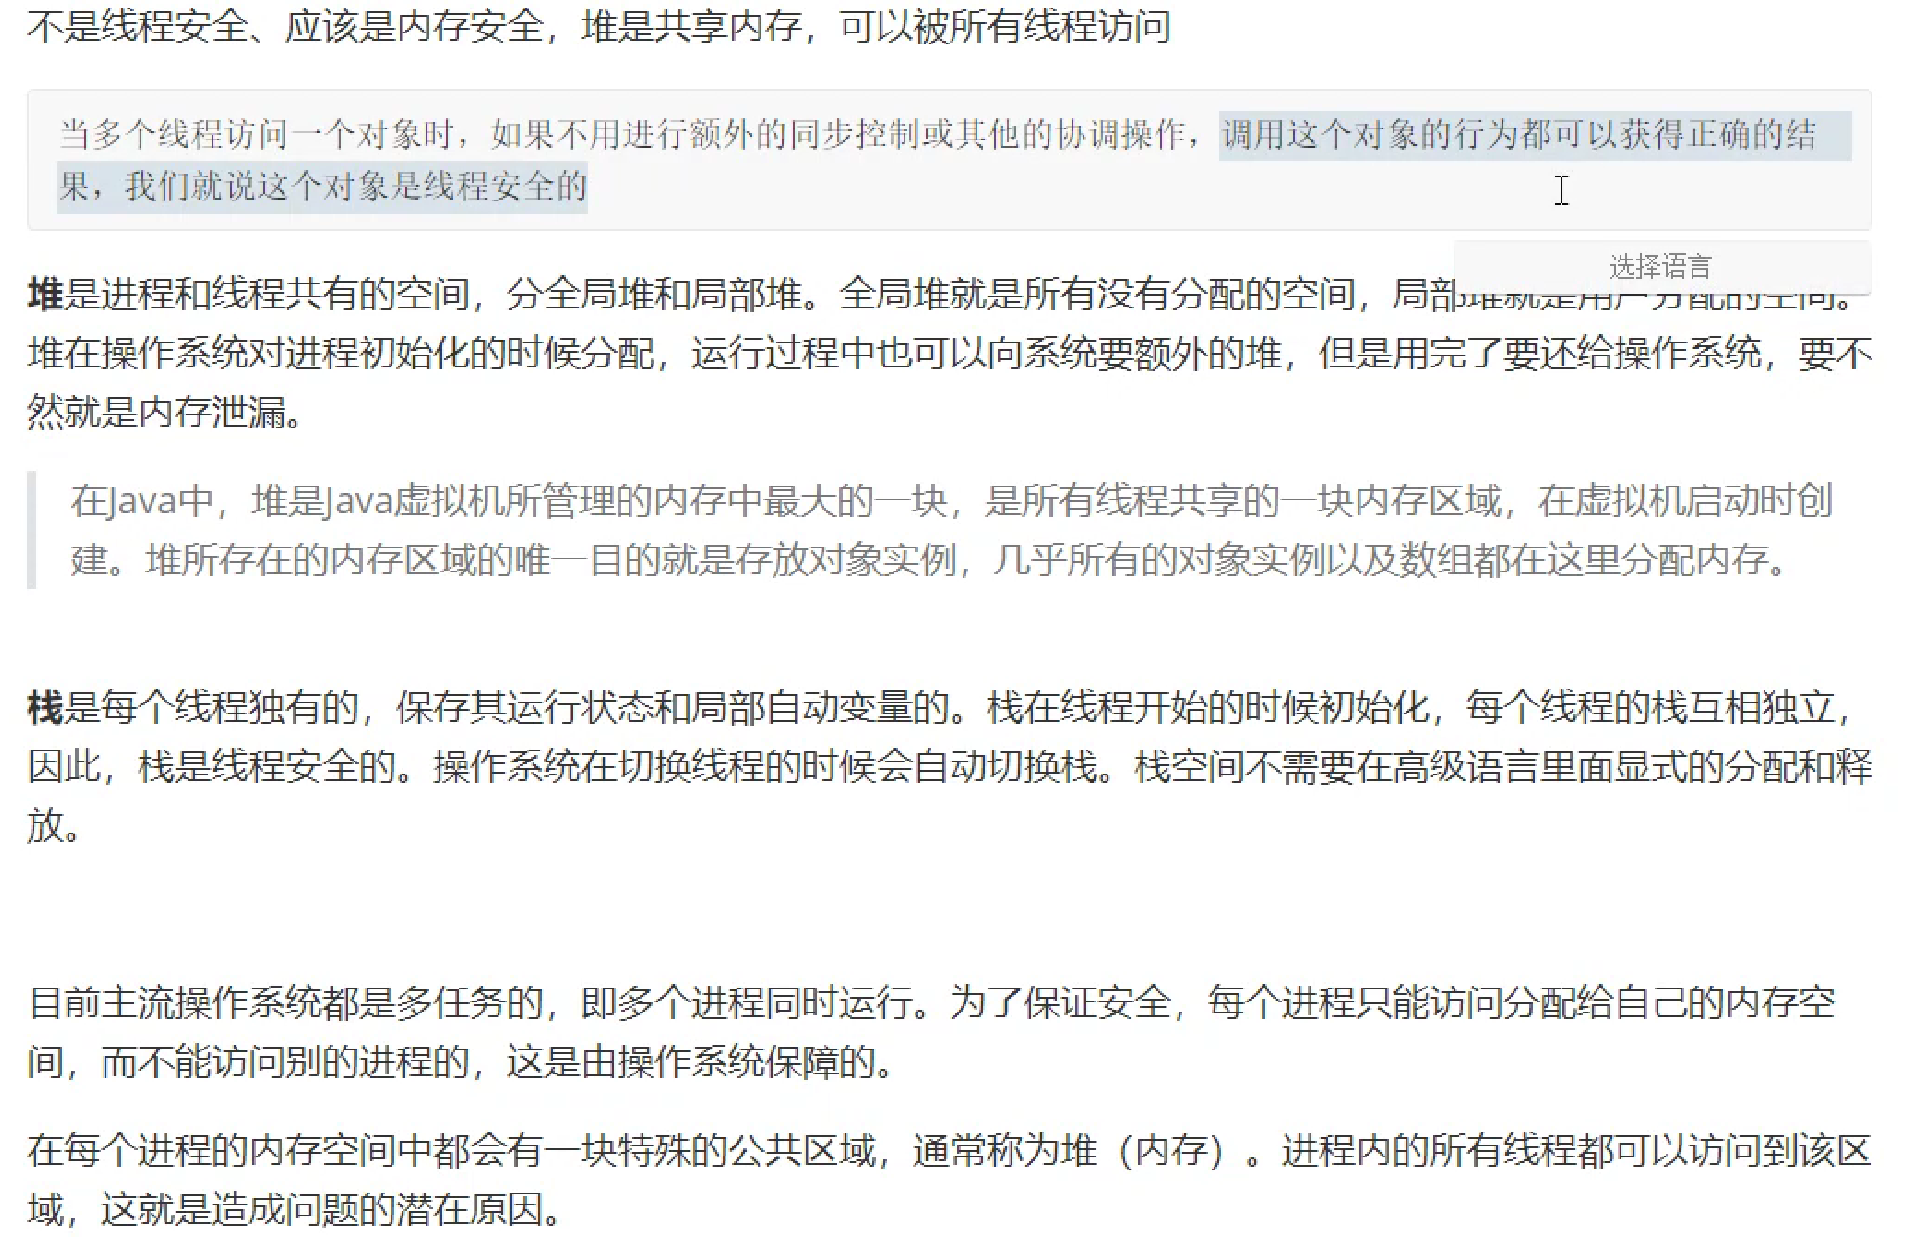 不是线程安全、应该是内存安全，堆是共享内存，可以被所有线程访问
当多个线程访问一个对象时，如果不用进行额外的同步控制或其他的协调操作，调用这个对象的行为都可以获得正确的结
果，我们就说这个对象是线程安全的
选择语言
堆是进程和线程共有的空间，分全局堆和局部堆。全局堆就是所有没有分配的空间，局部堆就是用户分配的空间。
堆在操作系统对进程初始化的时候分配，运行过程中也可以向系统要额外的堆，但是用完了要还给操作系统，要不
然就是内存泄漏。
在Java中，堆是Java虚拟机所管理的内存中最大的一块，是所有线程共享的一块内存区域，在虚拟机启动时创
建。堆所存在的内存区域的唯一目的就是存放对象实例，几乎所有的对象实例以及数组都在这里分配内存。
栈是每个线程独有的，保存其运行状态和局部自动变量的。栈在线程开始的时候初始化，每个线程的栈互相独立，
因此，栈是线程安全的。操作系统在切换线程的时候会自动切换栈。栈空间不需要在高级语言里面显式的分配和释
放。
目前主流操作系统都是多任务的，即多个进程同时运行。为了保证安全，每个进程只能访问分配给自己的内存空
间，而不能访问别的进程的，这是由操作系统保障的。
在每个进程的内存空间中都会有一块特殊的公共区域，通常称为堆（内存）。进程内的所有线程都可以访问到该区
域，这就是造成问题的潜在原因。